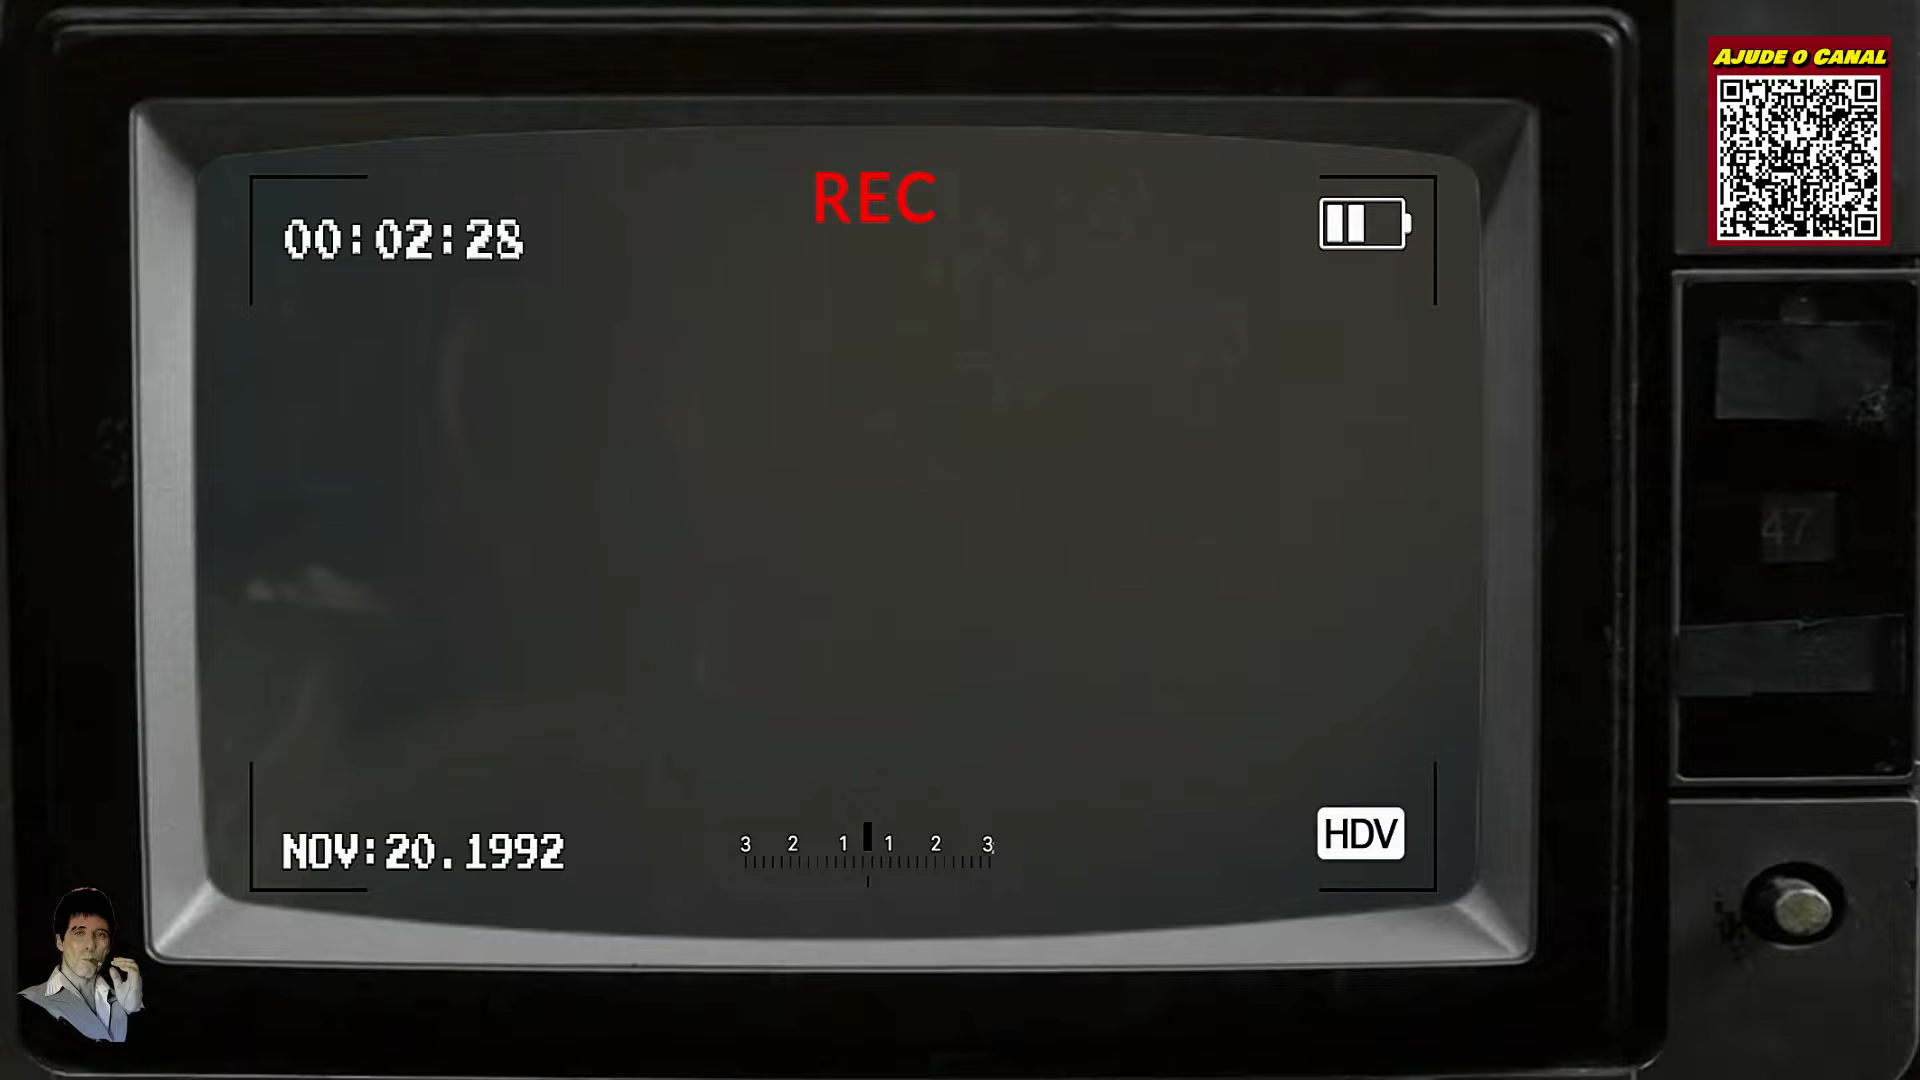 AJUDE O CANAL
REC
00:02:28
47
NOV:20.1992
3 2 1 1 2 3
HDV